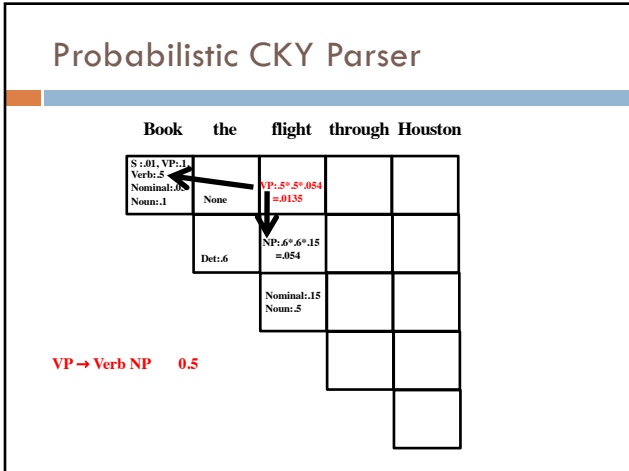 Probabilistic CKY Parser
Book the flight through Houston
S :.01, VP:.1,
Verb:.5
Nominal:.03
Noun:.1
None
VP:.5*.5*.054
=.0135
Det:.6
NP:.6*.6*.15
=.054
Nominal:.15
Noun:.5
VP → Verb NP 0.5